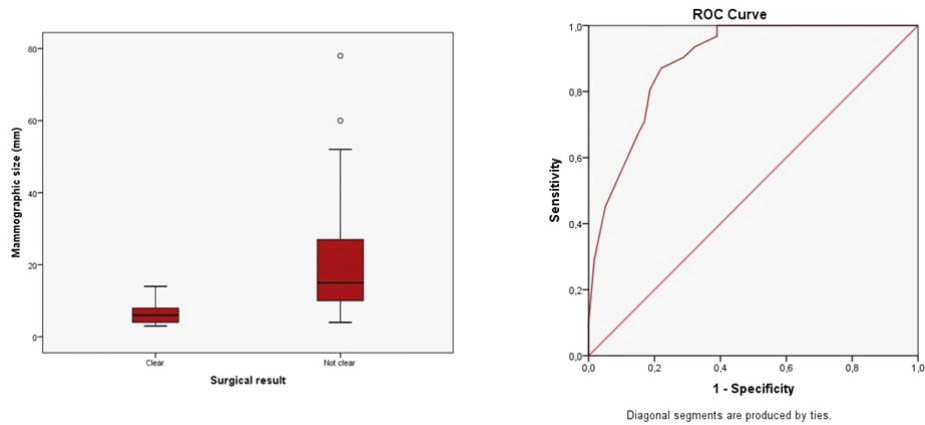 Mammographic size (mm)
80
60
40
20
0
Clear
Not clear
Surgical result
ROC Curve
Sensitivity
1,0
0,8
0,6
0,4
0,2
0,0
0,0
0,2
0,4
0,6
0,8
1,0
1 - Specificity
Diagonal segments are produced by ties.